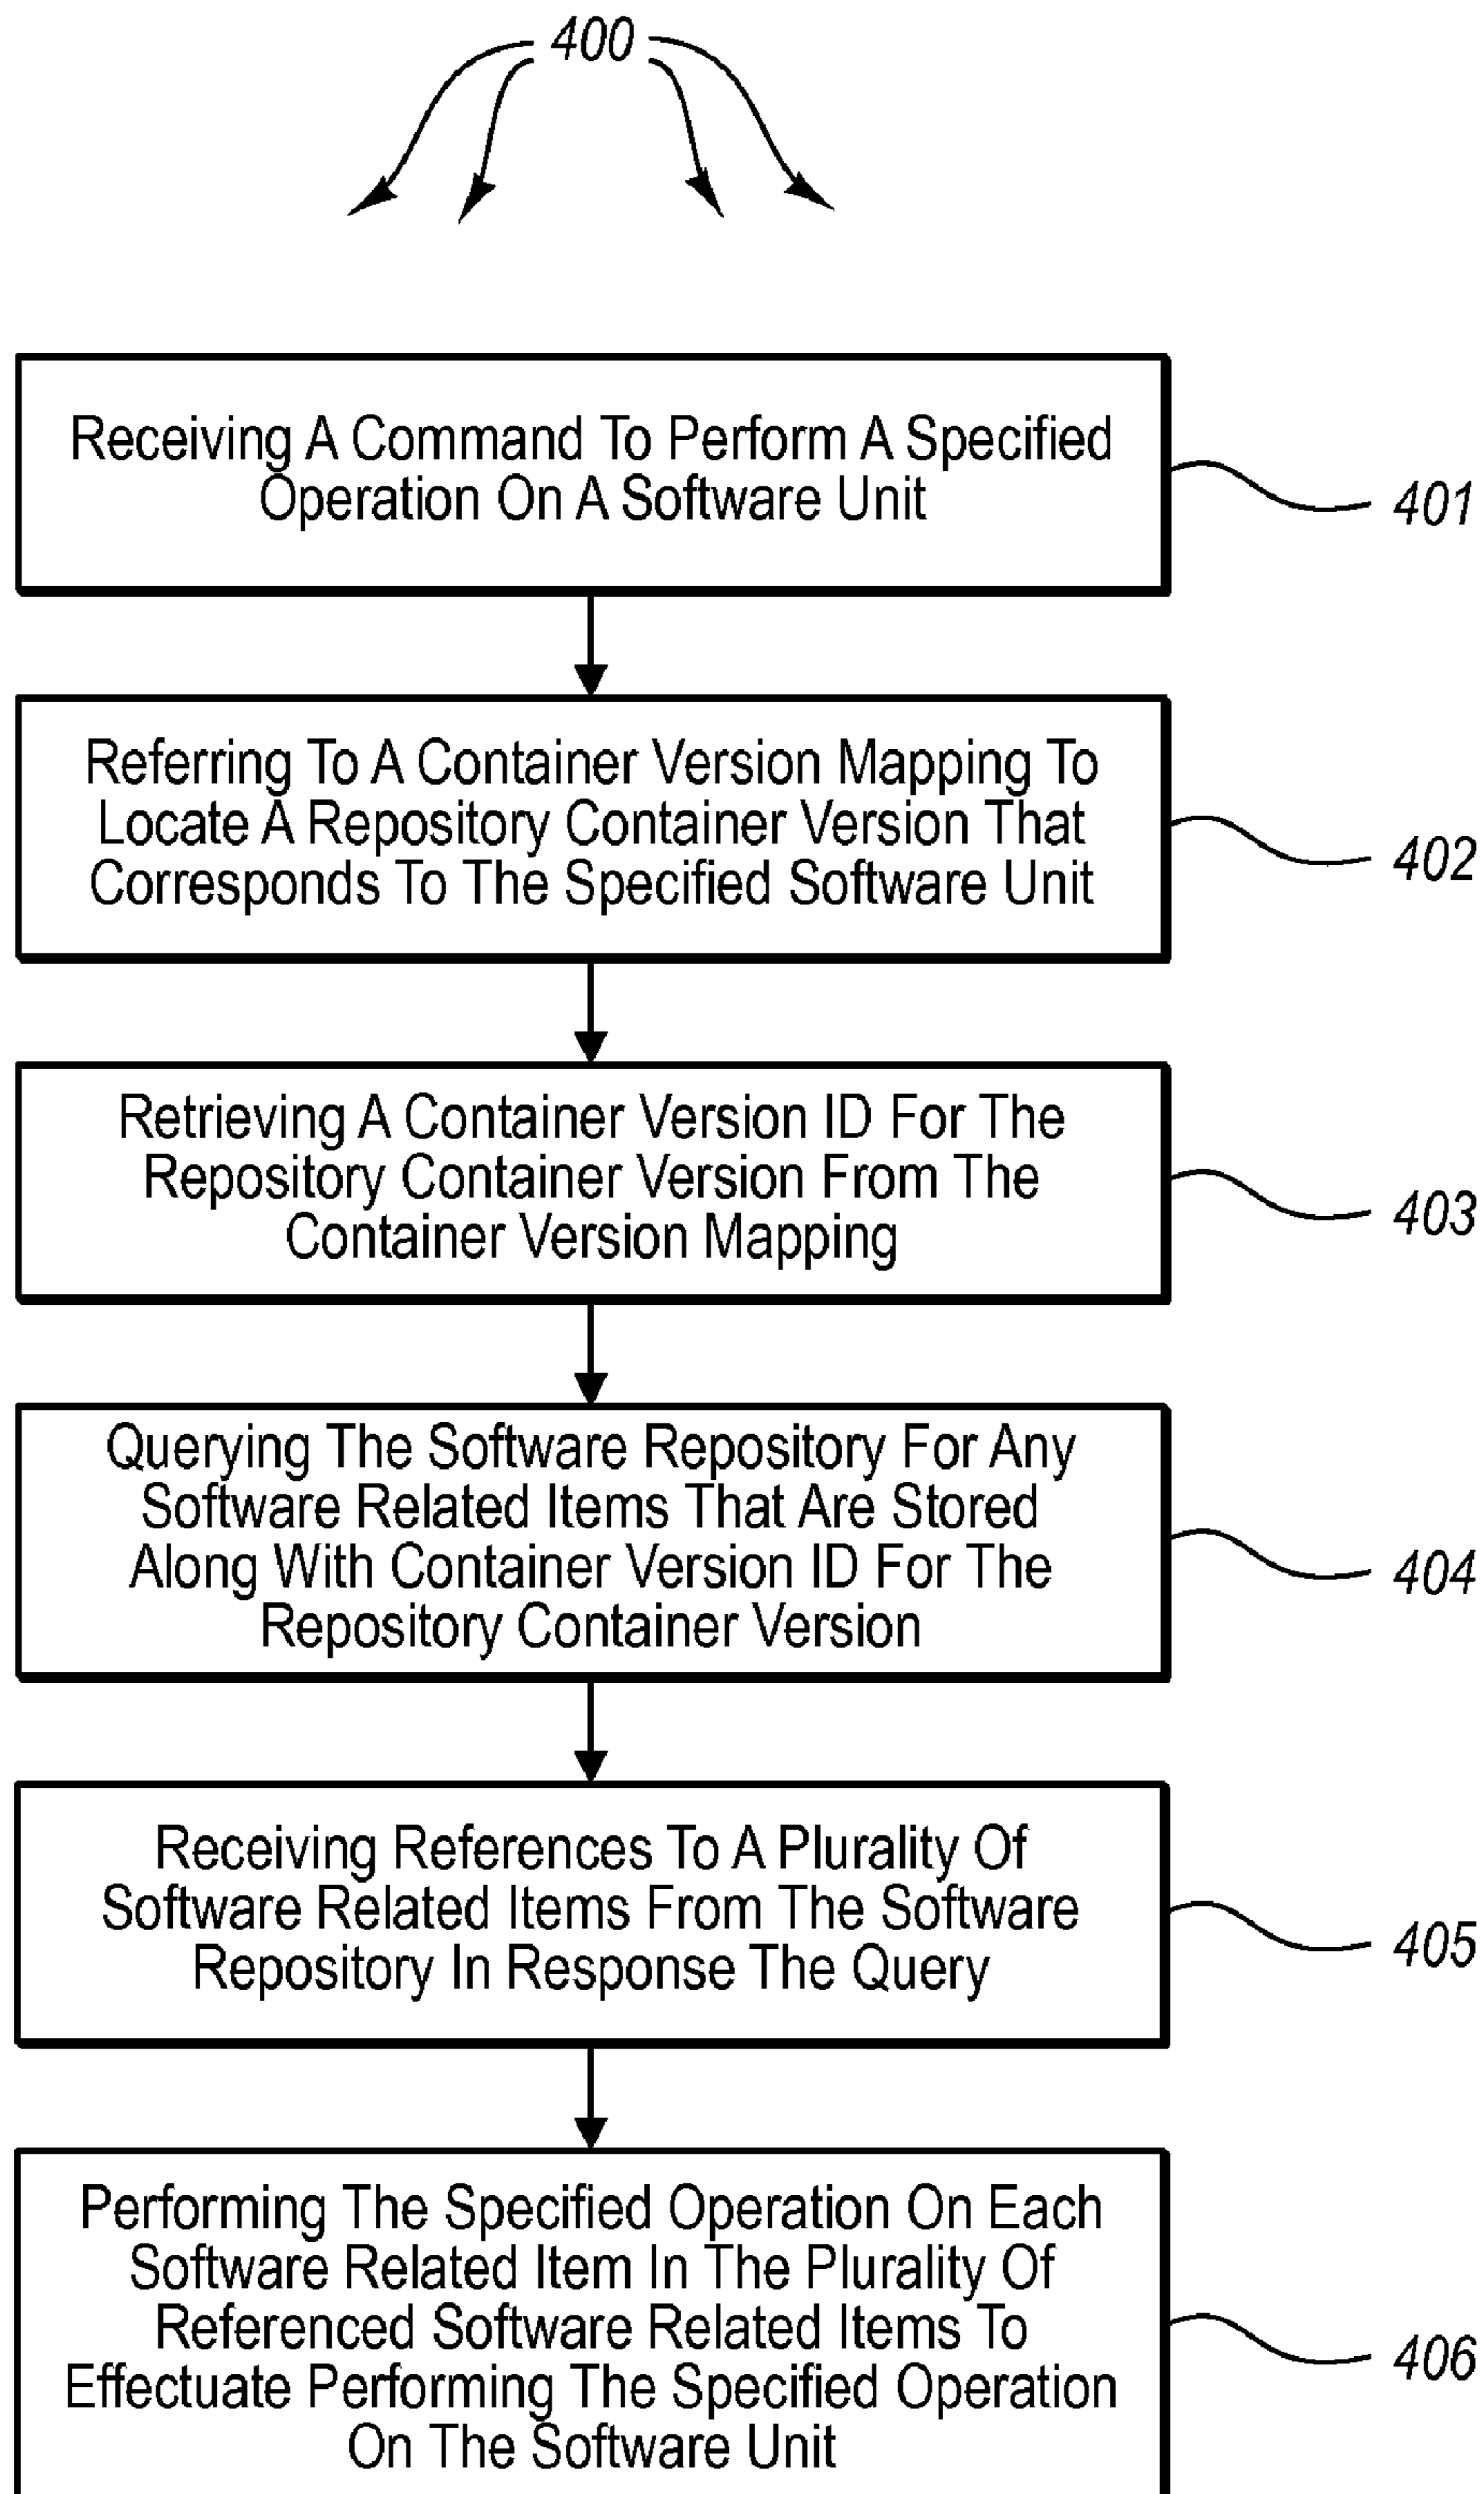 400
Receiving A Command To Perform A Specified
Operation On A Software Unit
401
Referring To A Container Version Mapping To
Locate A Repository Container Version That
Corresponds To The Specified Software Unit
402
Retrieving A Container Version ID For The
Repository Container Version From The
Container Version Mapping
403
Querying The Software Repository For Any
Software Related Items That Are Stored
Along With Container Version ID For The
Repository Container Version
404
Receiving References To A Plurality Of
Software Related Items From The Software
Repository In Response The Query
405
Performing The Specified Operation On Each
Software Related Item In The Plurality Of
Referenced Software Related Items To
Effectuate Performing The Specified Operation
On The Software Unit
406